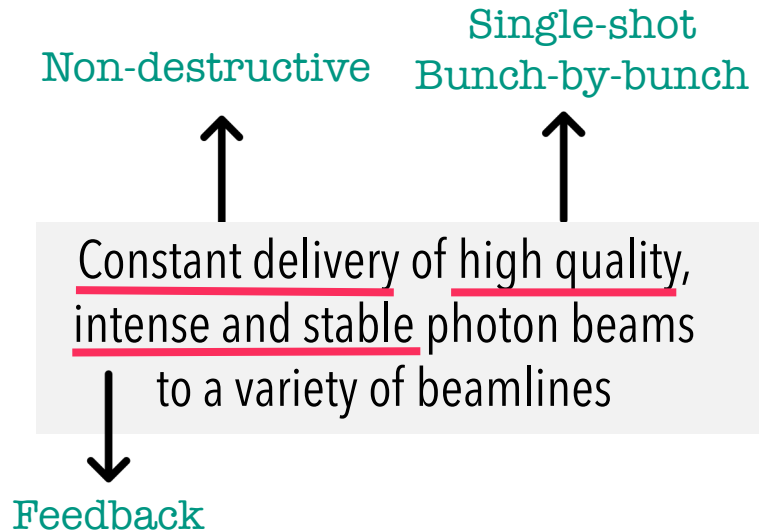 Single-shot
Non-destructive
Bunch-by-bunch
Constant delivery of high quality,
intense and stable photon beams
to a variety of beamlines
Feedback